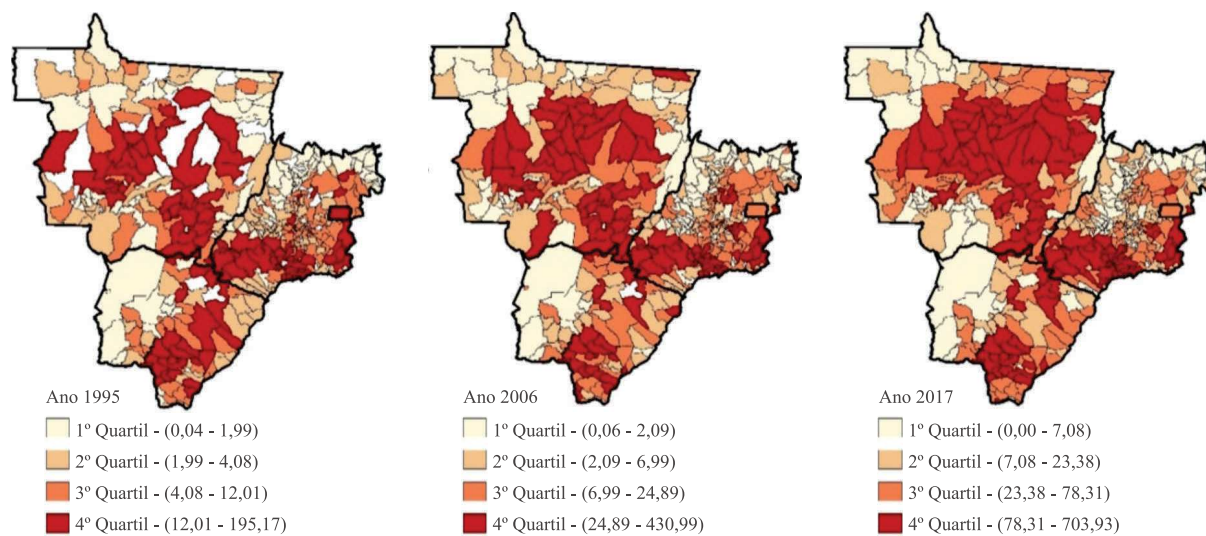 Ano 1995
1º Quartil - (0,04 - 1,99)
2º Quartil - (1,99 - 4,08)
3º Quartil - (4,08 - 12,01)
4º Quartil - (12,01 - 195,17)
Ano 2006
1º Quartil - (0,06 - 2,09)
2º Quartil - (2,09 - 6,99)
3º Quartil - (6,99 - 24,89)
4º Quartil - (24,89 - 430,99)
Ano 2017
1º Quartil - (0,00 - 7,08)
2º Quartil - (7,08 - 23,38)
3º Quartil - (23,38 - 78,31)
4º Quartil - (78,31 - 703,93)